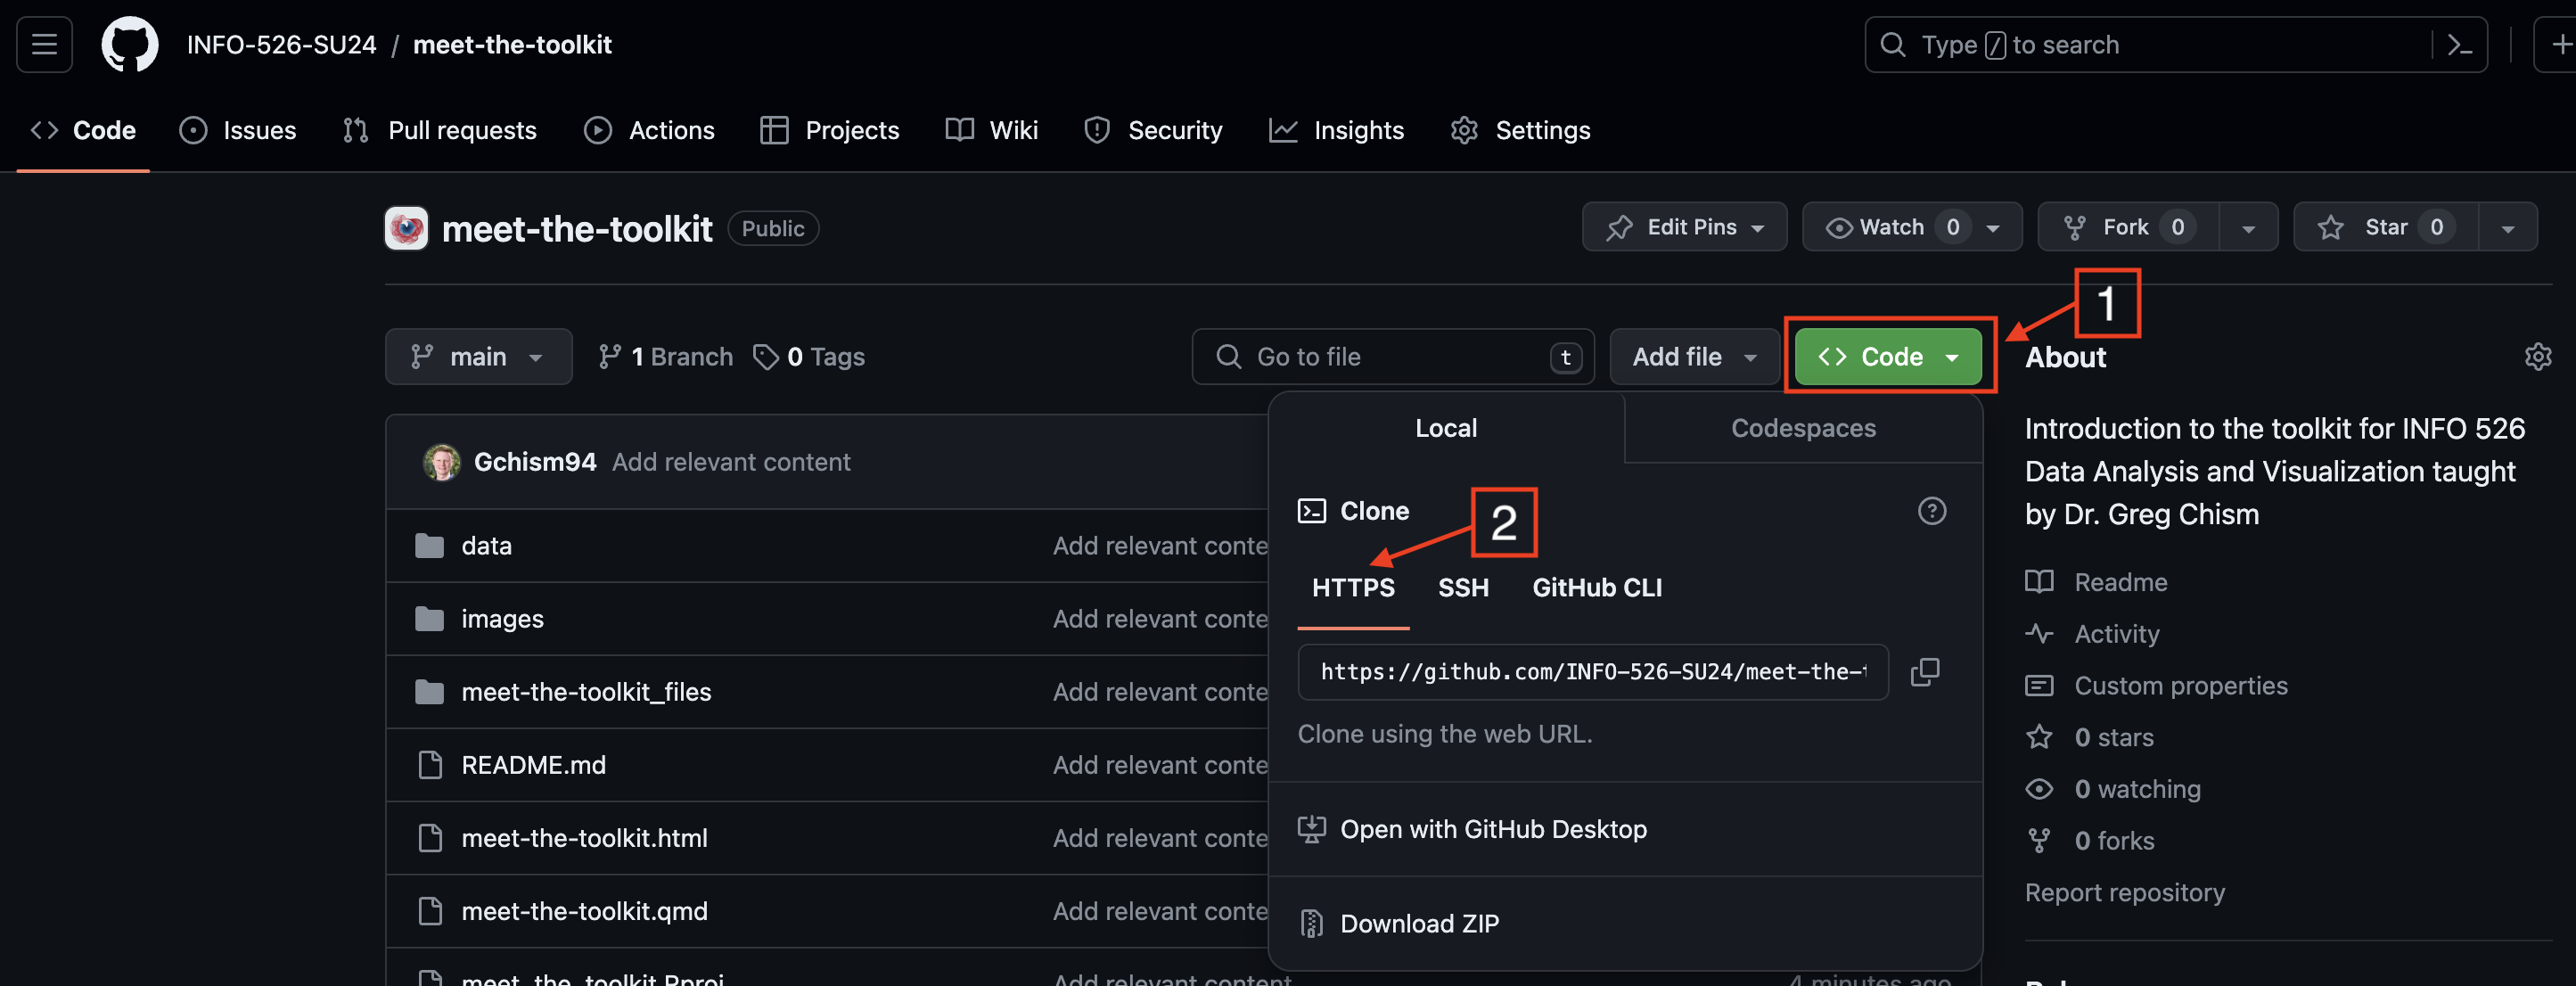 INFO-526-SU24 / meet-the-toolkit
Type / to search
Code Issues Pull requests Actions Projects Wiki Security Insights Settings
meet-the-toolkit Public
Edit Pins Watch 0 Fork 0 Star 0
1
main 1 Branch 0 Tags
Go to file t Add file Code
About
Introduction to the toolkit for INFO 526
Data Analysis and Visualization taught
by Dr. Greg Chism
Readme
Activity
Custom properties
0 stars
0 watching
0 forks
Report repository
Local Codespaces
Clone
2
HTTPS SSH GitHub CLI
https://github.com/INFO-526-SU24/meet-the-
Clone using the web URL.
Open with GitHub Desktop
Download ZIP
Gchism94 Add relevant content
data Add relevant conte
images Add relevant conte
meet-the-toolkit_files Add relevant conte
README.md Add relevant conte
meet-the-toolkit.html Add relevant conte
meet-the-toolkit.qmd Add relevant conte
meet-the-toolkit.Rproj Add relevant content 4 minutes ago